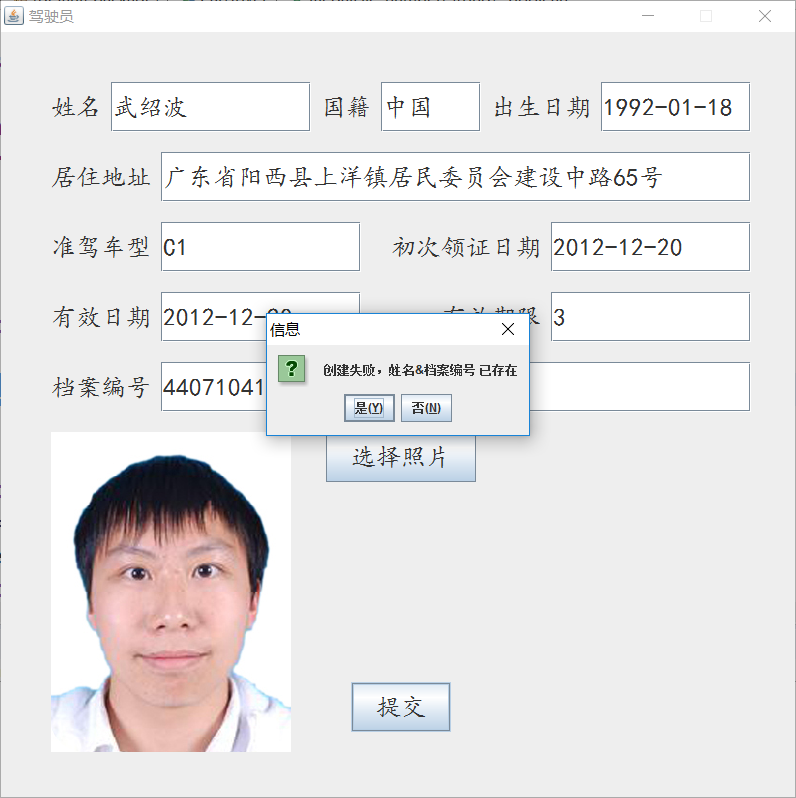 驾驶员
姓名 武绍波 国籍 中国 出生日期 1992-01-18
居住地址 广东省阳西县上洋镇居民委员会建设中路65号
准驾车型 C1 初次领证日期 2012-12-20
有效日期 2012-12- 期限 3
信息
创建失败，姓名&档案编号 已存在
是(Y) 否(N)
档案编号 44071041
选择照片
提交